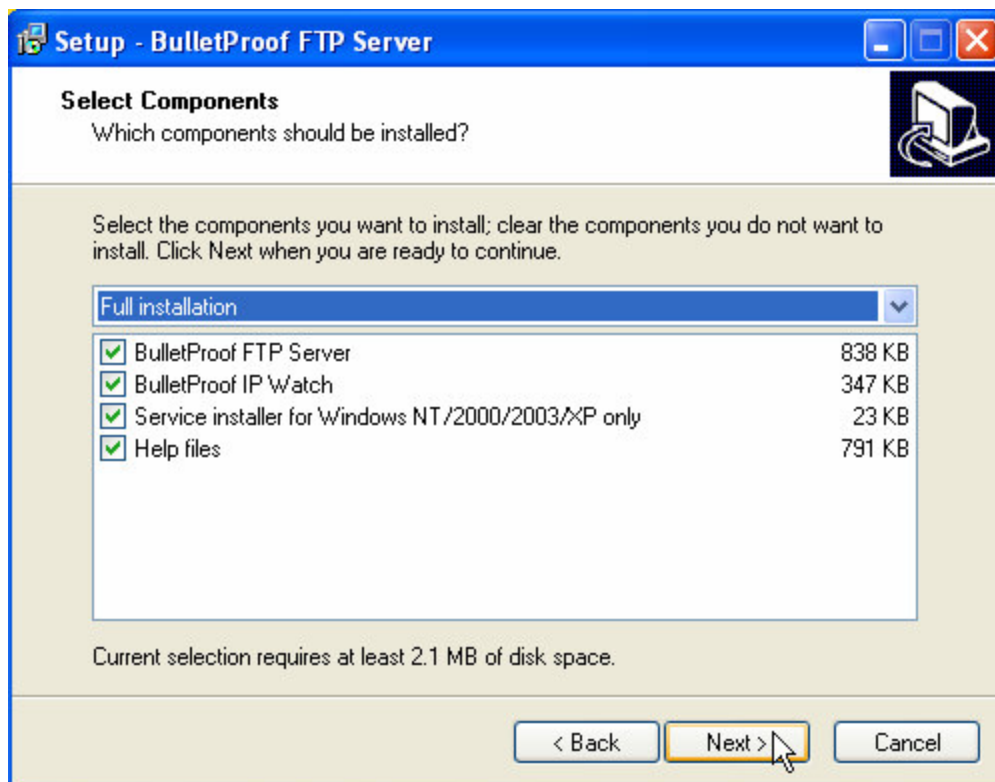 Setup - BulletProof FTP Server
Select Components
Which components should be installed?
Select the components you want to install; clear the components you do not want to
install. Click Next when you are ready to continue.
Full installation
BulletProof FTP Server 838 KB
BulletProof IP Watch 347 KB
Service installer for Windows NT/2000/2003/XP only 23 KB
Help files 791 KB
Current selection requires at least 2.1 MB of disk space.
< Back Next > Cancel